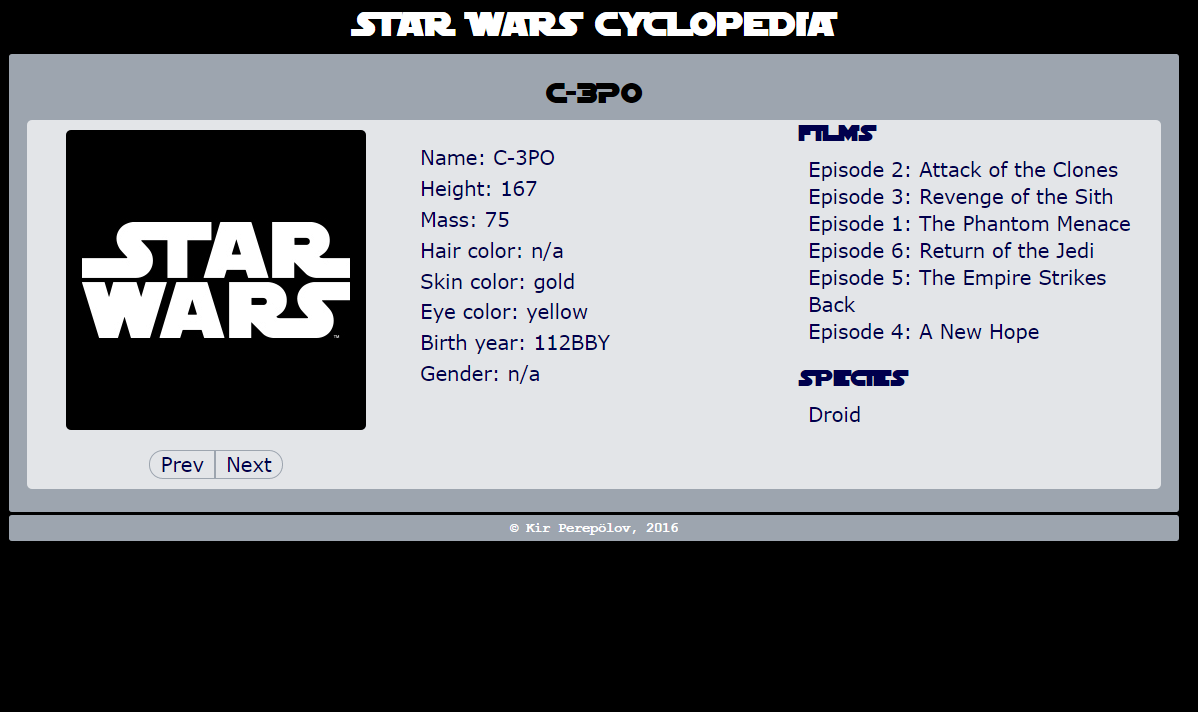 STAR WARS CYCLOPEDIA
C-3PO
STAR
WARS
™
Prev Next
Name: C-3PO
Height: 167
Mass: 75
Hair color: n/a
Skin color: gold
Eye color: yellow
Birth year: 112BBY
Gender: n/a
FILMS
Episode 2: Attack of the Clones
Episode 3: Revenge of the Sith
Episode 1: The Phantom Menace
Episode 6: Return of the Jedi
Episode 5: The Empire Strikes
Back
Episode 4: A New Hope
SPECIES
Droid
© Kir Perepölov, 2016